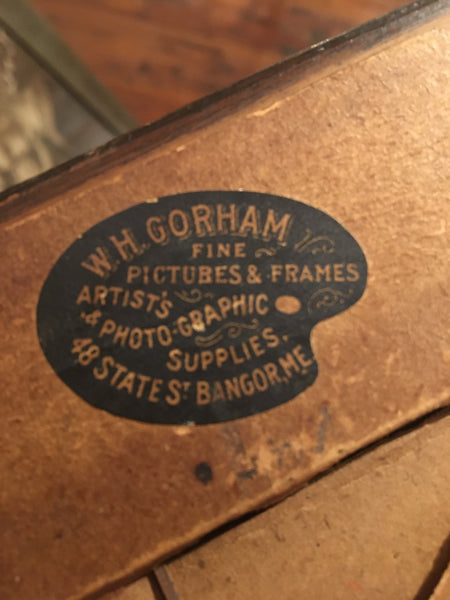 W.H. GORHAM
FINE
PICTURES & FRAMES
ARTIST'S
& PHOTO-GRAPHIC
SUPPLIES.
48 STATE ST BANGOR, ME.